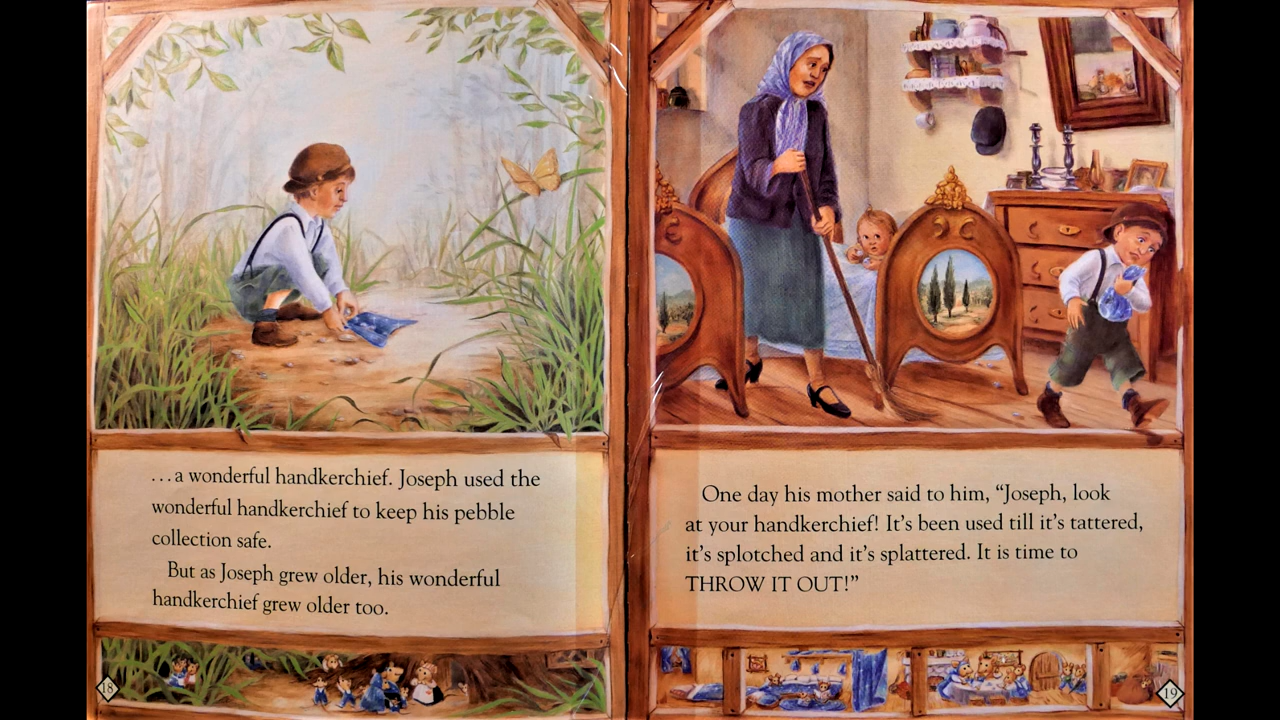 ...a wonderful handkerchief. Joseph used the
wonderful handkerchief to keep his pebble
collection safe.
But as Joseph grew older, his wonderful
handkerchief grew older too.
18
One day his mother said to him, “Joseph, look
at your handkerchief! It’s been used till it’s tattered,
it’s splotched and it’s splattered. It is time to
THROW IT OUT!”
19